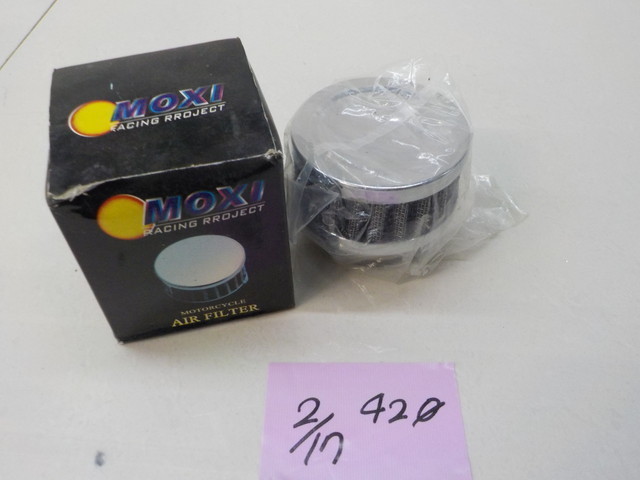 MOXI
RACING RROJECT
MOXI
RACING RROJECT
MOTORCYCLE
AIR FILTER
2/17 420